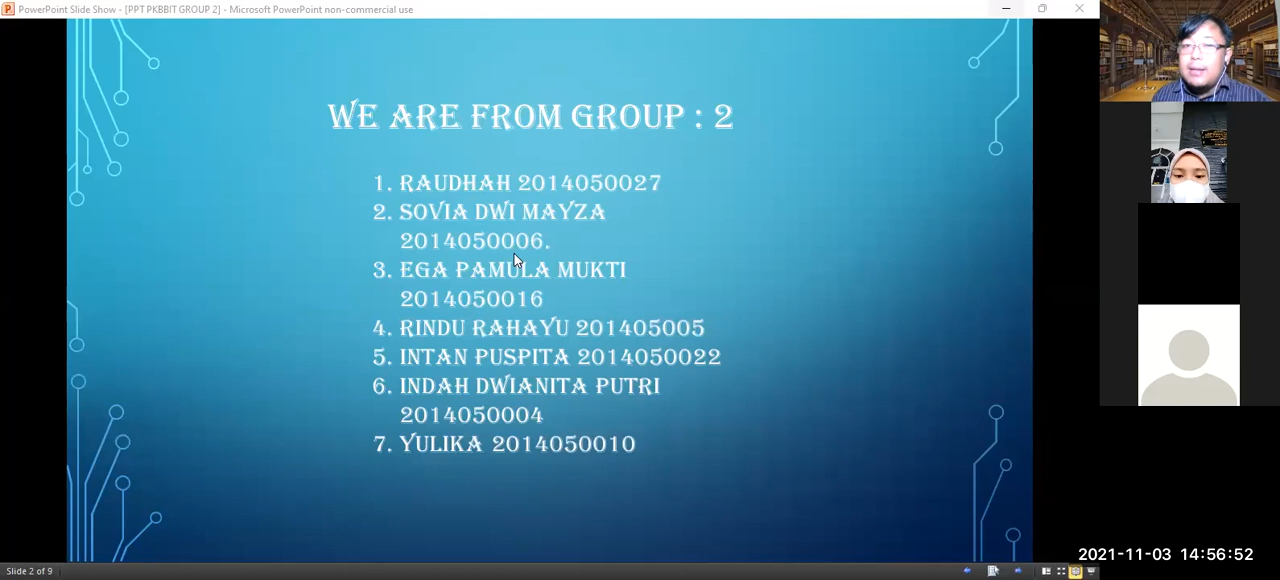 PowerPoint Slide Show - [PPT PKBBIT GROUP 2] - Microsoft PowerPoint non-commercial use
WE ARE FROM GROUP : 2
1. RAUDHAH 2014050027
2. SOVIA DWI MAYZA
2014050006.
3. EGA PAMULA MUKTI
2014050016
4. RINDU RAHAYU 201405005
5. INTAN PUSPITA 2014050022
6. INDAH DWIANITA PUTRI
2014050004
7. YULIKA 2014050010
2021-11-03 14:56:52
Slide 2 of 9